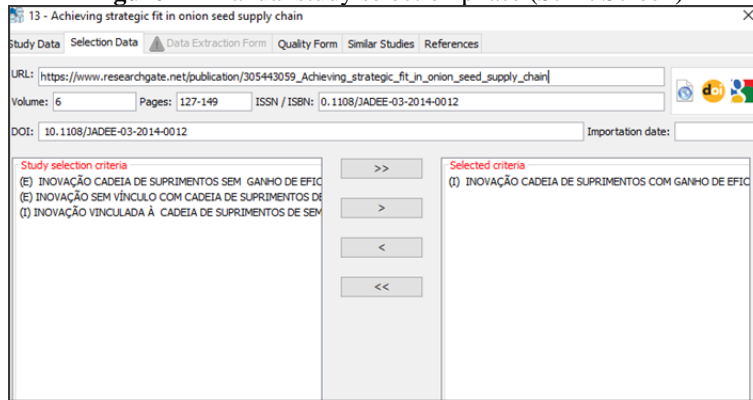 13 - Achieving strategic fit in onion seed supply chain
Study Data Selection Data Data Extraction Form Quality Form Similar Studies References
URL: https://www.researchgate.net/publication/305443059_Achieving_strategic_fit_in_onion_seed_supply_chain
Volume: 6 Pages: 127-149 ISSN / ISBN: 0.1108/JADEE-03-2014-0012
doi
DOI: 10.1108/JADEE-03-2014-0012 Importation date:
Study selection criteria
(E) INOVAÇÃO CADEIA DE SUPRIMENTOS SEM GANHO DE EFIC
(E) INOVAÇÃO SEM VÍNCULO COM CADEIA DE SUPRIMENTOS DE
(I) INOVAÇÃO VINCULADA À CADEIA DE SUPRIMENTOS DE SEM
>>
>
<
<<
Selected criteria
(I) INOVAÇÃO CADEIA DE SUPRIMENTOS COM GANHO DE EFIC